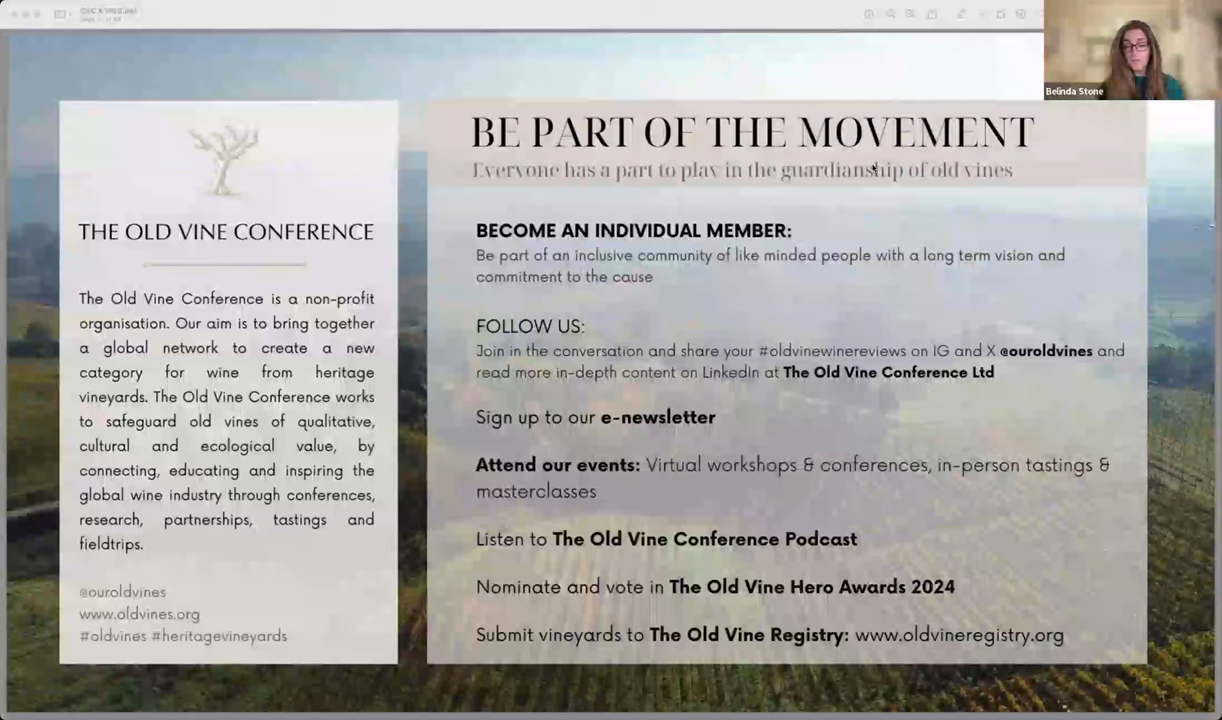 Belinda Stone
THE OLD VINE CONFERENCE
The Old Vine Conference is a non-profit
organisation. Our aim is to bring together
a global network to create a new
category for wine from heritage
vineyards. The Old Vine Conference works
to safeguard old vines of qualitative,
cultural and ecological value, by
connecting, educating and inspiring the
global wine industry through conferences,
research, partnerships, tastings and
fieldtrips.
@ouroldvines
www.oldvines.org
#oldvines #heritagevineyards
BE PART OF THE MOVEMENT
Everyone has a part to play in the guardianship of old vines
BECOME AN INDIVIDUAL MEMBER:
Be part of an inclusive community of like minded people with a long term vision and
commitment to the cause
FOLLOW US:
Join in the conversation and share your #oldvinewinereviews on IG and X @ouroldvines and
read more in-depth content on LinkedIn at The Old Vine Conference Ltd
Sign up to our e-newsletter
Attend our events: Virtual workshops & conferences, in-person tastings &
masterclasses
Listen to The Old Vine Conference Podcast
Nominate and vote in The Old Vine Hero Awards 2024
Submit vineyards to The Old Vine Registry: www.oldvineregistry.org